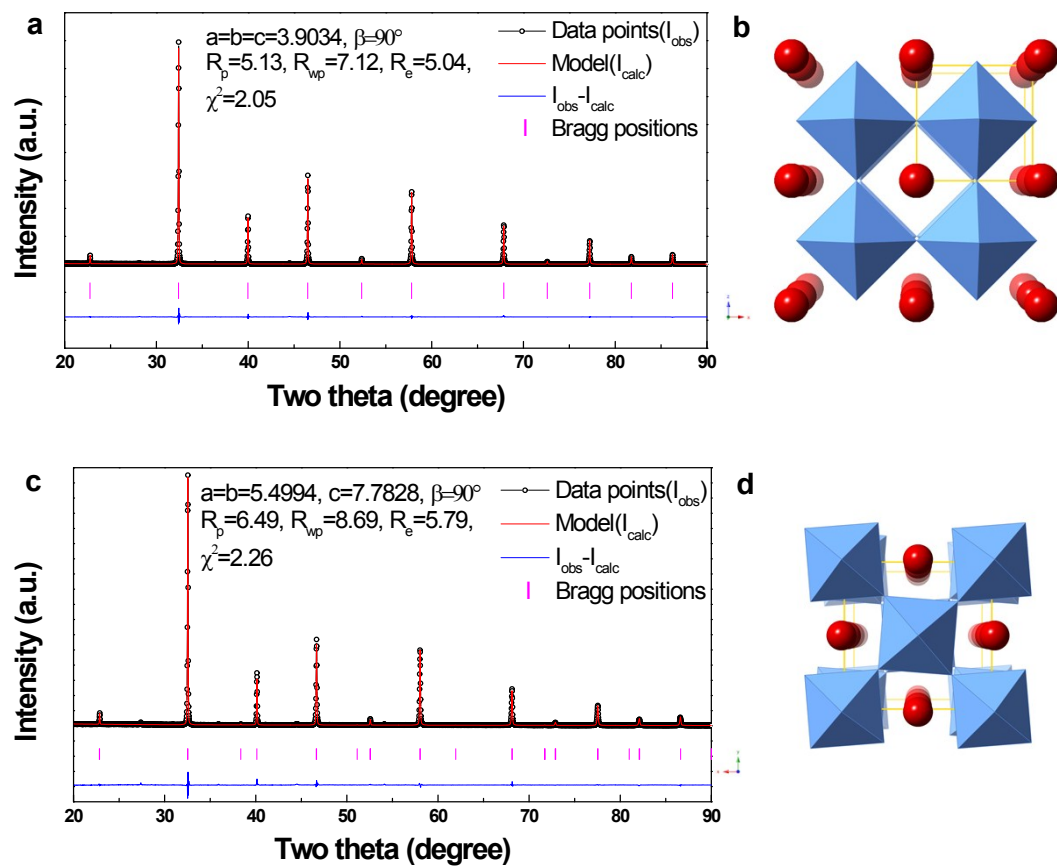 a
a=b=c=3.9034, β=90°
Rp=5.13, Rwp=7.12, Re=5.04,
χ²=2.05
Data points(Iobs)
Model(Icalc)
Iobs-Icalc
Bragg positions
Intensity (a.u.)
20 30 40 50 60 70 80 90
Two theta (degree)
b
c
a=b=5.4994, c=7.7828, β=90°
Rp=6.49, Rwp=8.69, Re=5.79,
χ²=2.26
Data points(Iobs)
Model(Icalc)
Iobs-Icalc
Bragg positions
Intensity (a.u.)
20 30 40 50 60 70 80 90
Two theta (degree)
d